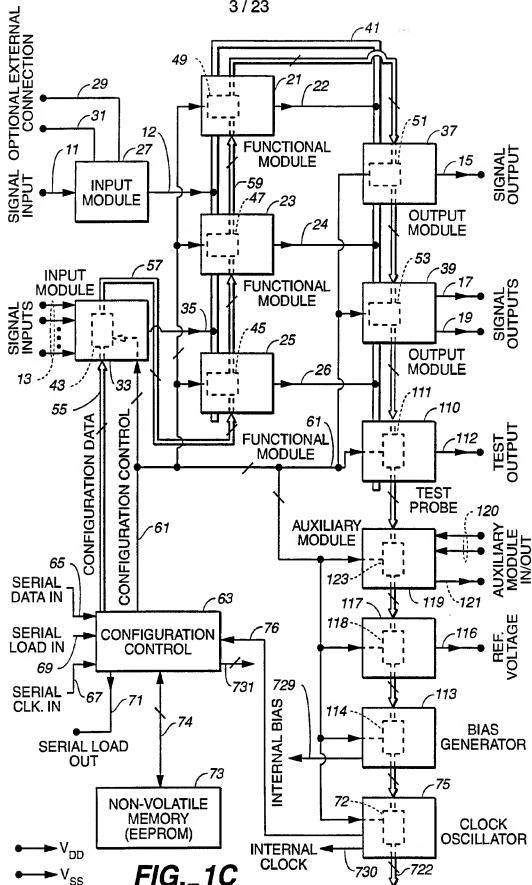 3 / 23
41
OPTIONAL EXTERNAL
CONNECTION
29
31
49
21
22
51
37
15
SIGNAL
OUTPUT
SIGNAL
INPUT
11
27
12
INPUT
MODULE
FUNCTIONAL
MODULE
59
47
23
24
OUTPUT
MODULE
53
39
17
19
SIGNAL
OUTPUTS
INPUT
MODULE
57
35
FUNCTIONAL
MODULE
SIGNAL
INPUTS
13
43
33
55
45
25
26
OUTPUT
MODULE
111
110
112
TEST
OUTPUT
FUNCTIONAL
MODULE
61
TEST
PROBE
CONFIGURATION DATA
CONFIGURATION CONTROL
61
AUXILIARY
MODULE
123
120
119
121
AUXILIARY
MODULE
IN/OUT
65
SERIAL
DATA IN
63
CONFIGURATION
CONTROL
76
117
118
116
REF.
VOLTAGE
SERIAL
LOAD IN
69
67
SERIAL
CLK. IN
71
731
SERIAL LOAD
OUT
74
729
INTERNAL BIAS
113
114
BIAS
GENERATOR
73
NON-VOLATILE
MEMORY
(EEPROM)
75
72
CLOCK
OSCILLATOR
INTERNAL
CLOCK
730
722
VDD
VSS
FIG._1C